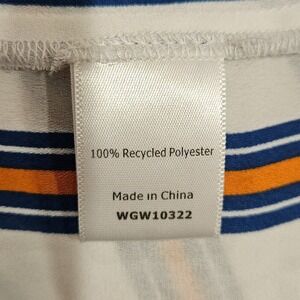 100% Recycled Polyester
Made in China
WGW10322